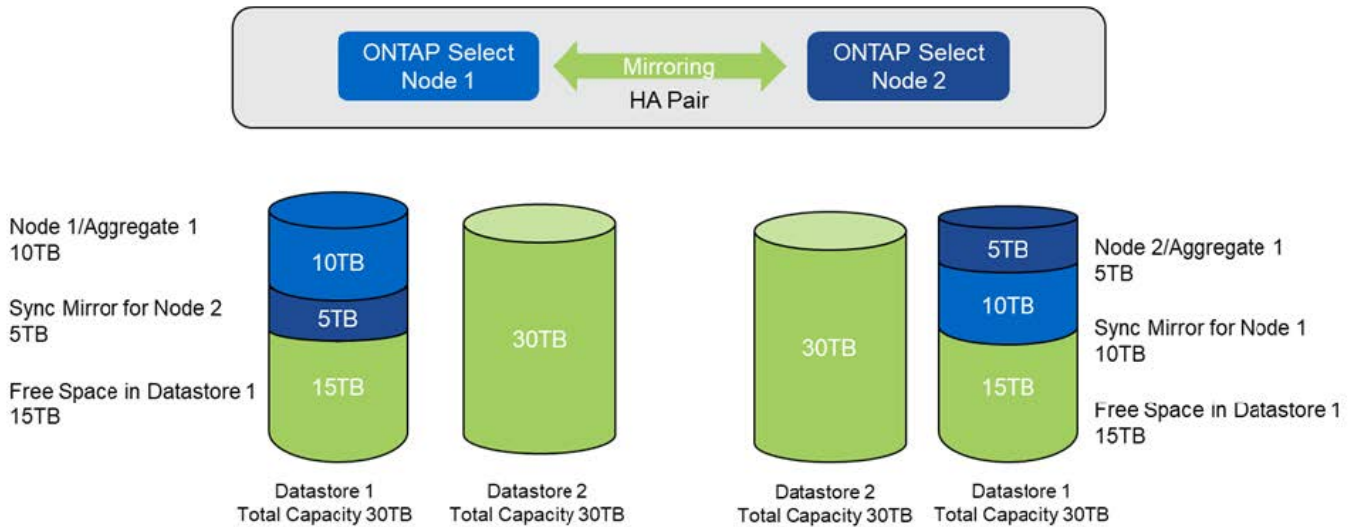 ONTAP Select
Node 1
Mirroring
HA Pair
ONTAP Select
Node 2
Node 1/Aggregate 1
10TB
Sync Mirror for Node 2
5TB
Free Space in Datastore 1
15TB
10TB
5TB
15TB
Datastore 1
Total Capacity 30TB
30TB
Datastore 2
Total Capacity 30TB
30TB
Datastore 2
Total Capacity 30TB
5TB
10TB
15TB
Datastore 1
Total Capacity 30TB
Node 2/Aggregate 1
5TB
Sync Mirror for Node 1
10TB
Free Space in Datastore 1
15TB